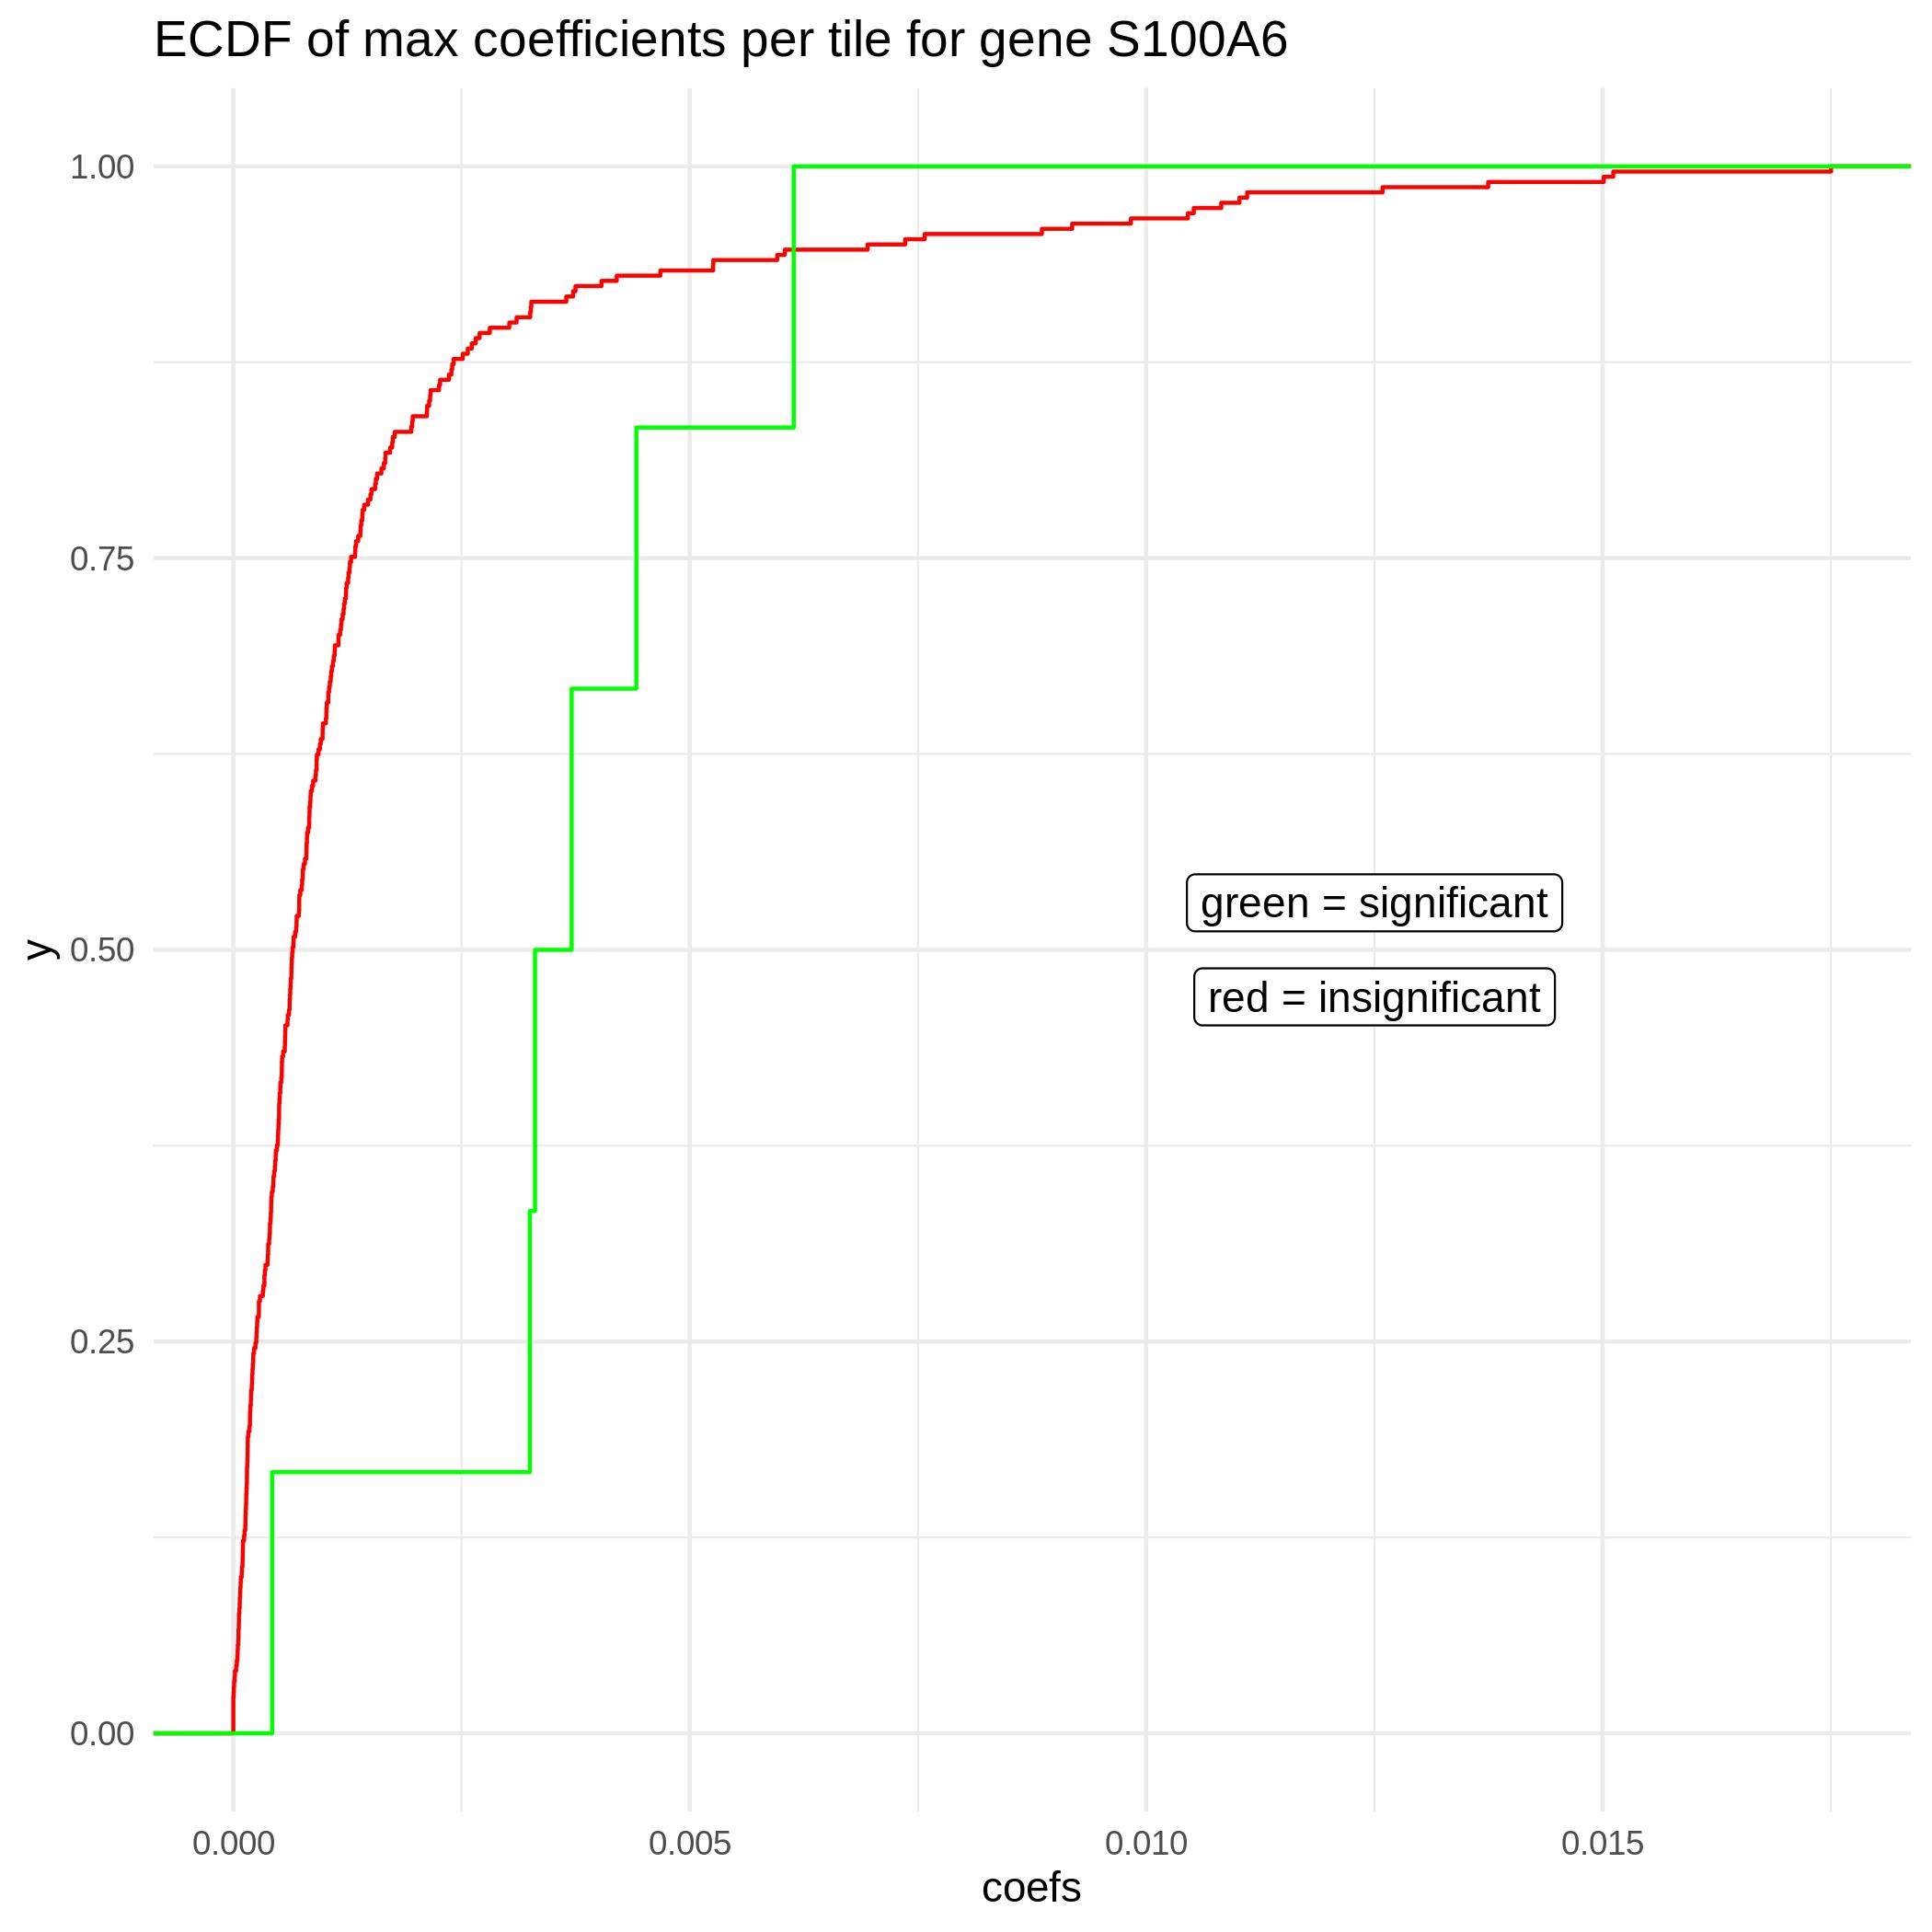 ECDF of max coefficients per tile for gene S100A6
1.00
0.75
0.50
0.25
0.00
y
green = significant
red = insignificant
0.000 0.005 0.010 0.015
coefs